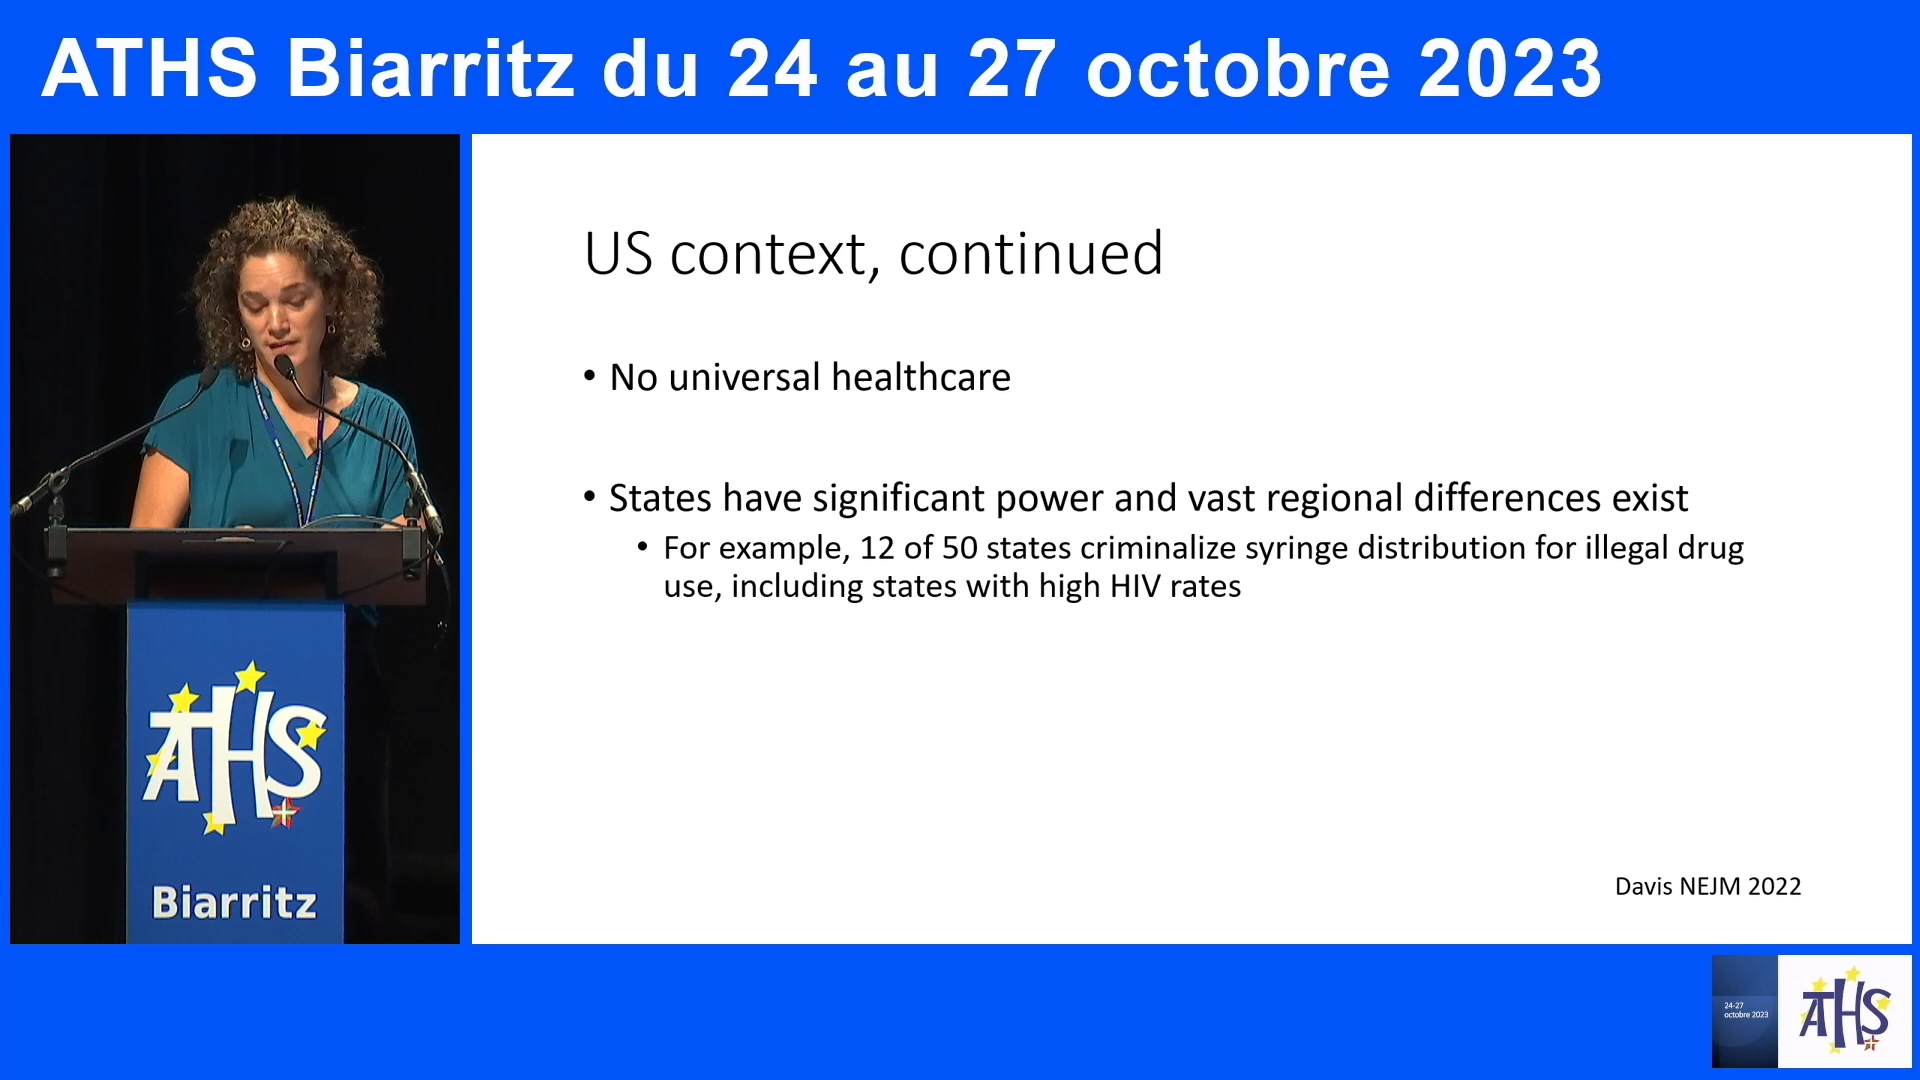 ATHS Biarritz du 24 au 27 octobre 2023
US context, continued
• No universal healthcare
• States have significant power and vast regional differences exist
• For example, 12 of 50 states criminalize syringe distribution for illegal drug
use, including states with high HIV rates
Davis NEJM 2022
ATHS
Biarritz
24-27
octobre 2023
ATHS